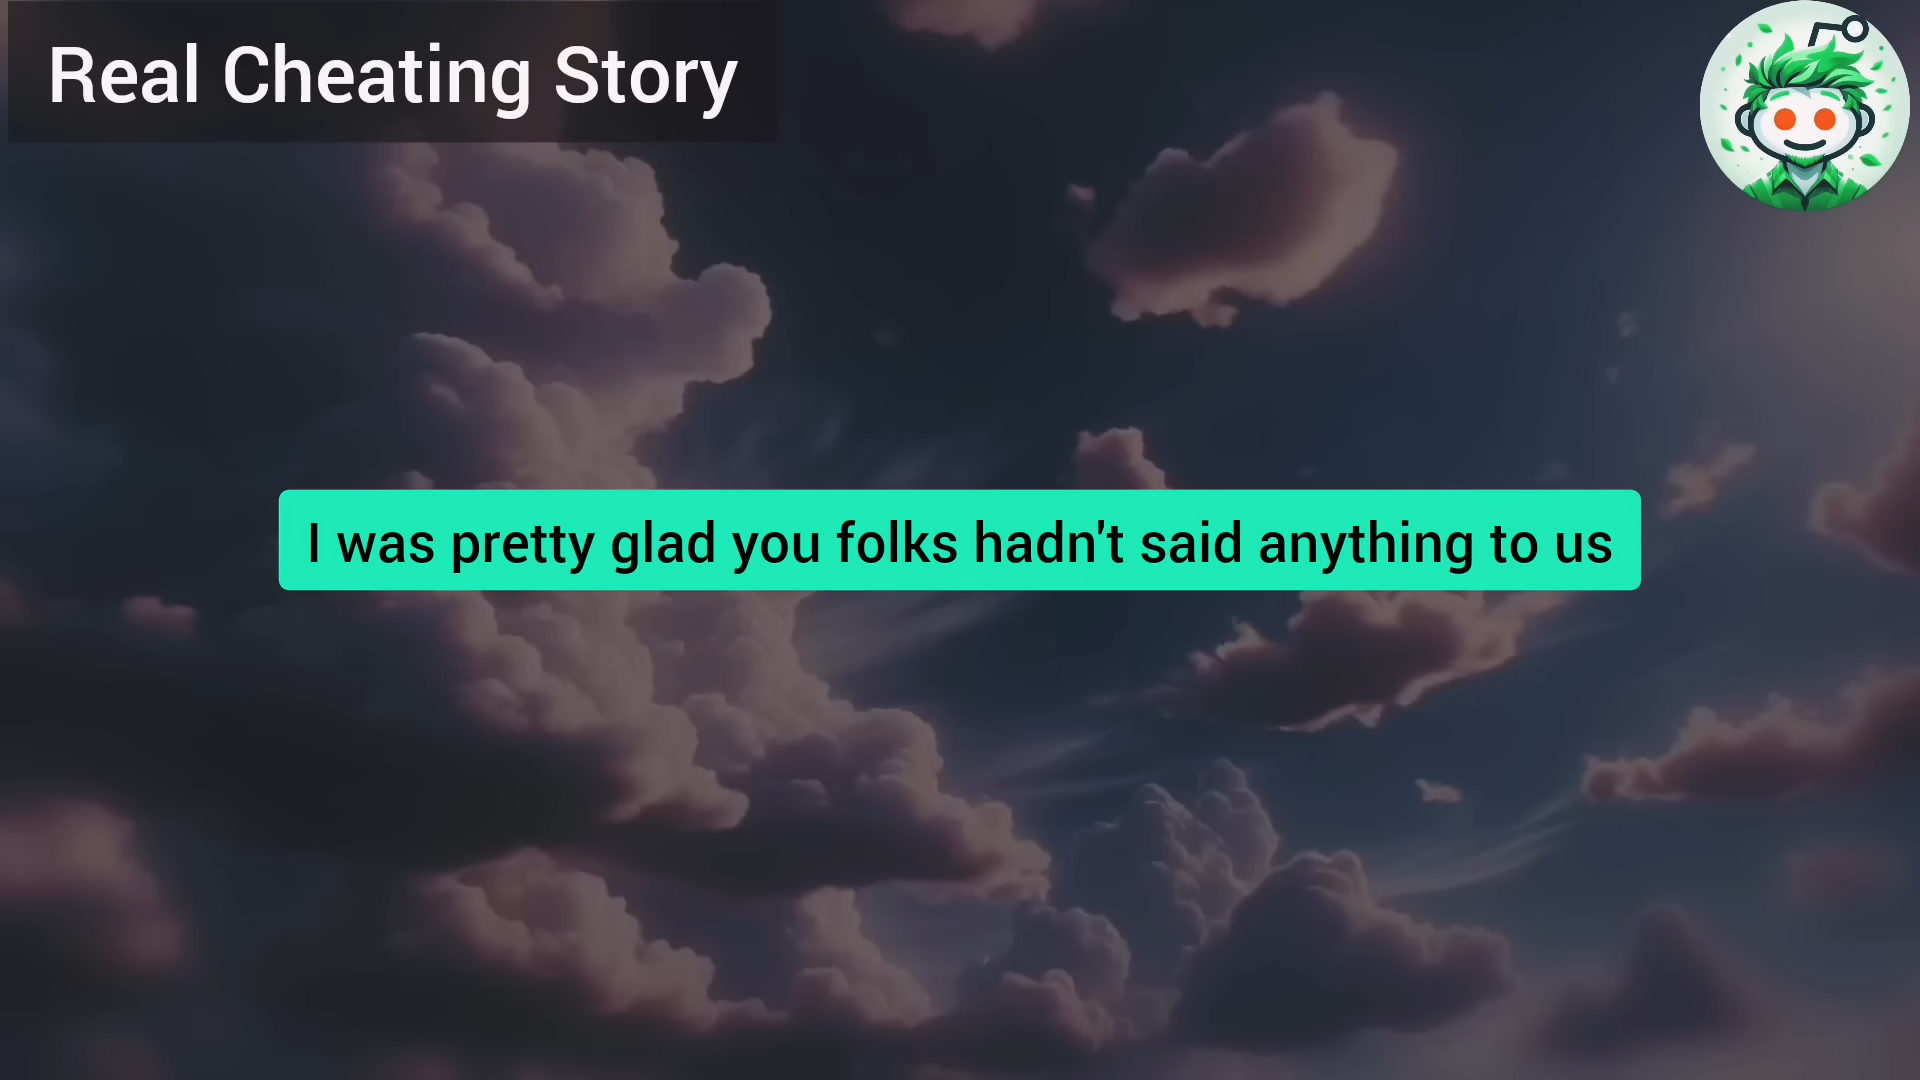 Real Cheating Story
I was pretty glad you folks hadn't said anything to us